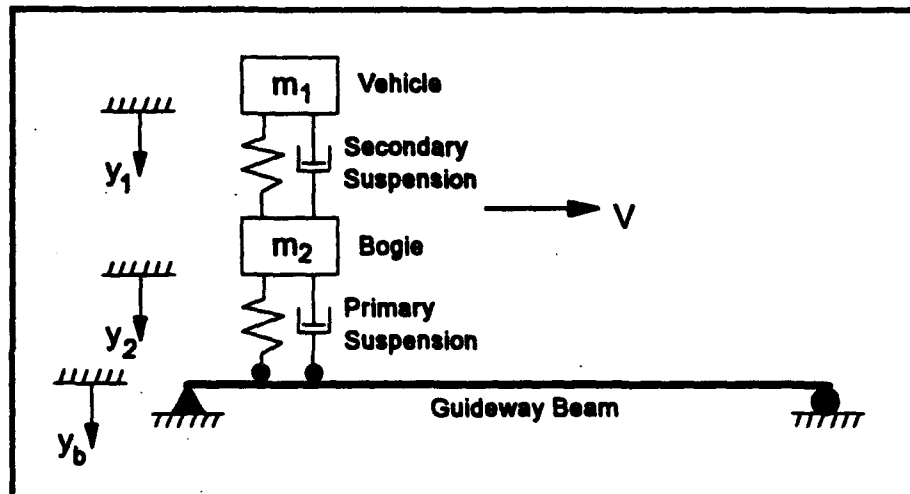 m1 Vehicle
y1
Secondary
Suspension
V
m2 Bogie
y2
Primary
Suspension
Guideway Beam
yb